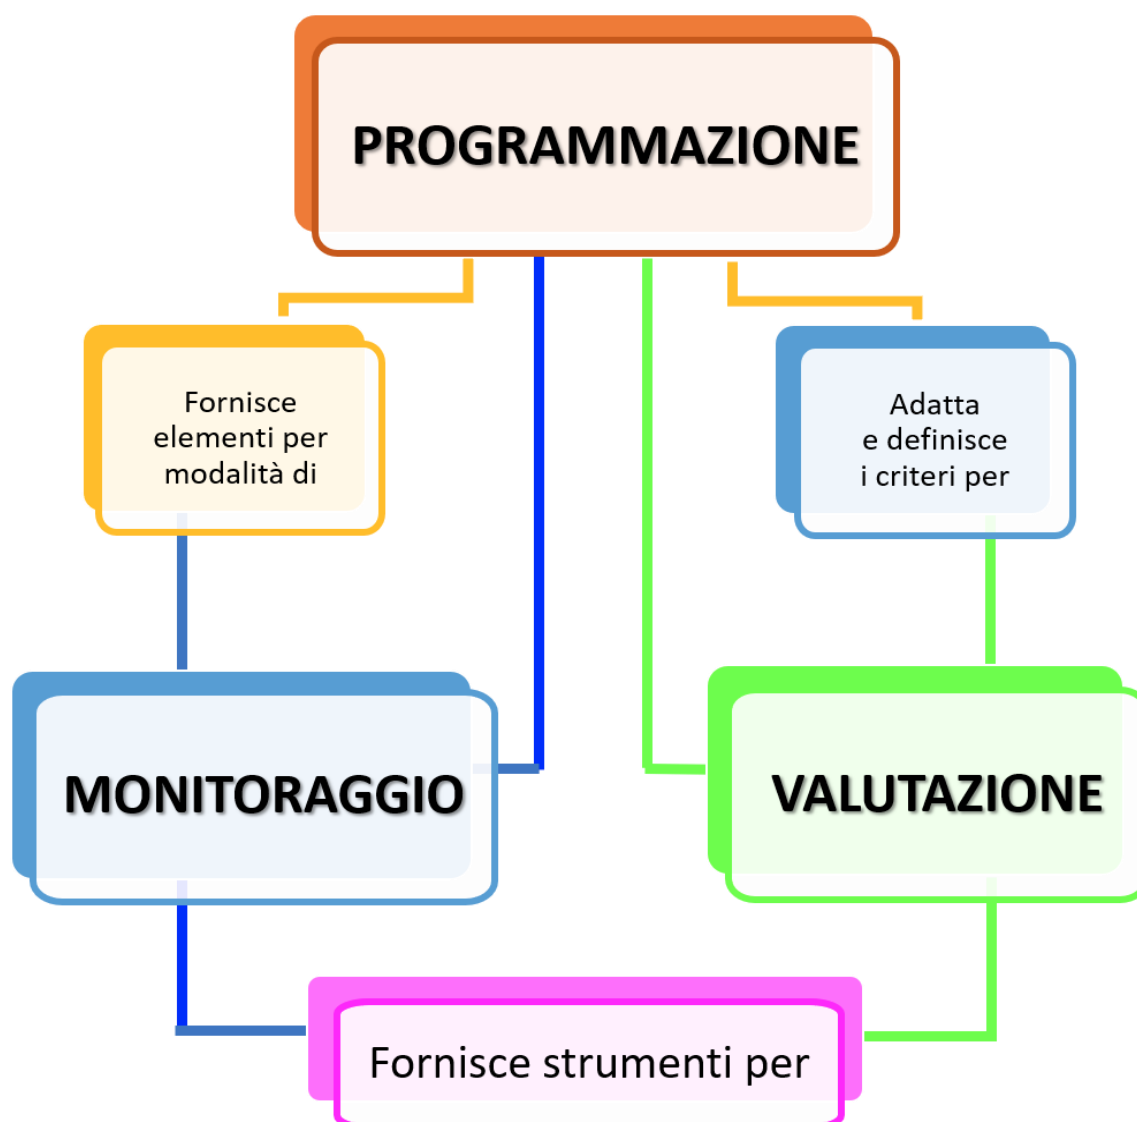 PROGRAMMAZIONE
Fornisce
elementi per
modalità di
Adatta
e definisce
i criteri per
MONITORAGGIO
VALUTAZIONE
Fornisce strumenti per